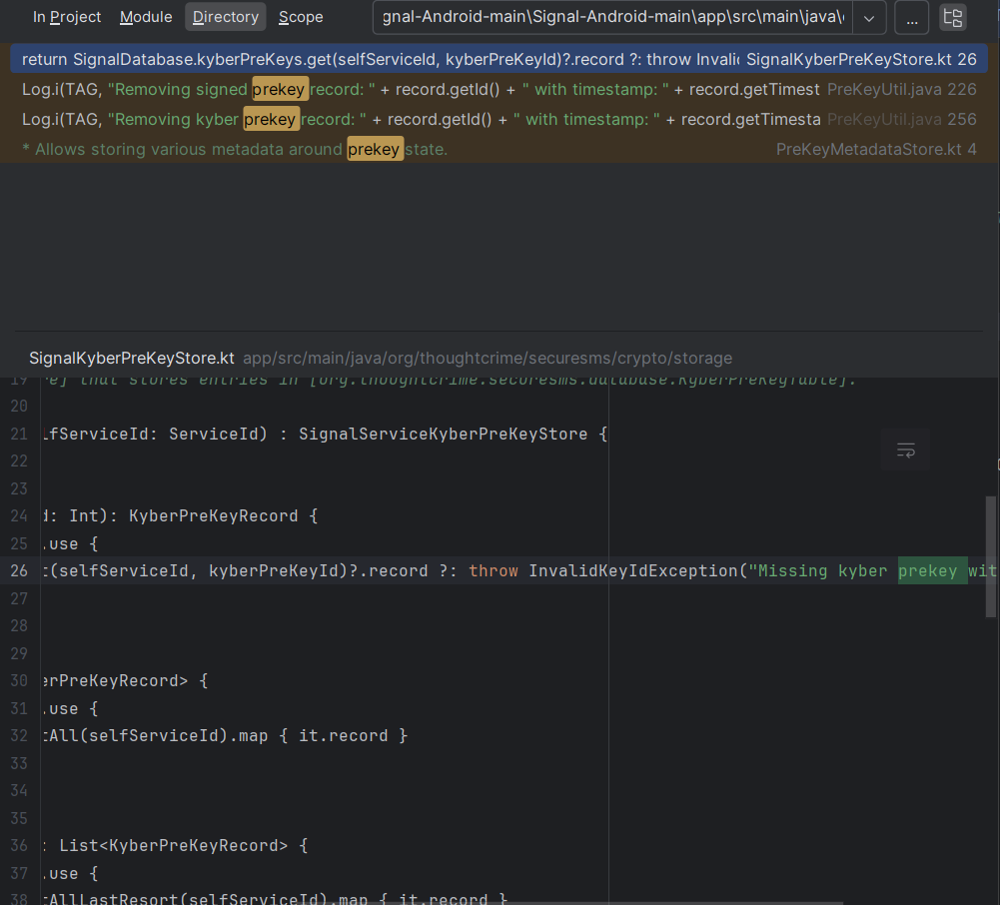 In Project Module Directory Scope gnal-Android-main\Signal-Android-main\app\src\main\java\ ...
return SignalDatabase.kyberPreKeys.get(selfServiceId, kyberPreKeyId)?.record ?: throw Invali SignalKyberPreKeyStore.kt 26
Log.i(TAG, "Removing signed prekey record: " + record.getId() + " with timestamp: " + record.getTimest PreKeyUtil.java 226
Log.i(TAG, "Removing kyber prekey record: " + record.getId() + " with timestamp: " + record.getTimesta PreKeyUtil.java 256
* Allows storing various metadata around prekey state. PreKeyMetadataStore.kt 4
SignalKyberPreKeyStore.kt app/src/main/java/org/thoughtcrime/securesms/crypto/storage
19 re] that stores entries in [org.thoughtcrime.securesms.database.KyberPreKeyTable].
20
21 lfServiceId: ServiceId) : SignalServiceKyberPreKeyStore {
22
23
24 d: Int): KyberPreKeyRecord {
25 .use {
26 t(selfServiceId, kyberPreKeyId)?.record ?: throw InvalidKeyIdException("Missing kyber prekey wit
27
28
29
30 erPreKeyRecord> {
31 .use {
32 tAll(selfServiceId).map { it.record }
33
34
35
36 : List<KyberPreKeyRecord> {
37 .use {
38 tAllLastResort(selfServiceId).map { it.record }